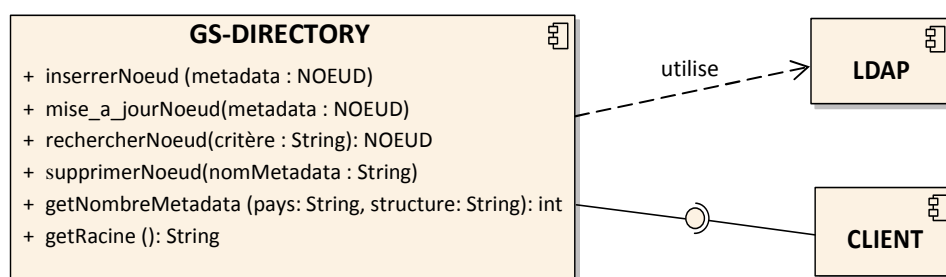 GS-DIRECTORY
+ inserrerNoeud (metadata : NOEUD)
+ mise_a_jourNoeud(metadata : NOEUD)
+ rechercherNoeud(critère : String): NOEUD
+ supprimerNoeud(nomMetadata : String)
+ getNombreMetadata (pays: String, structure: String): int
+ getRacine (): String
utilise
LDAP
CLIENT